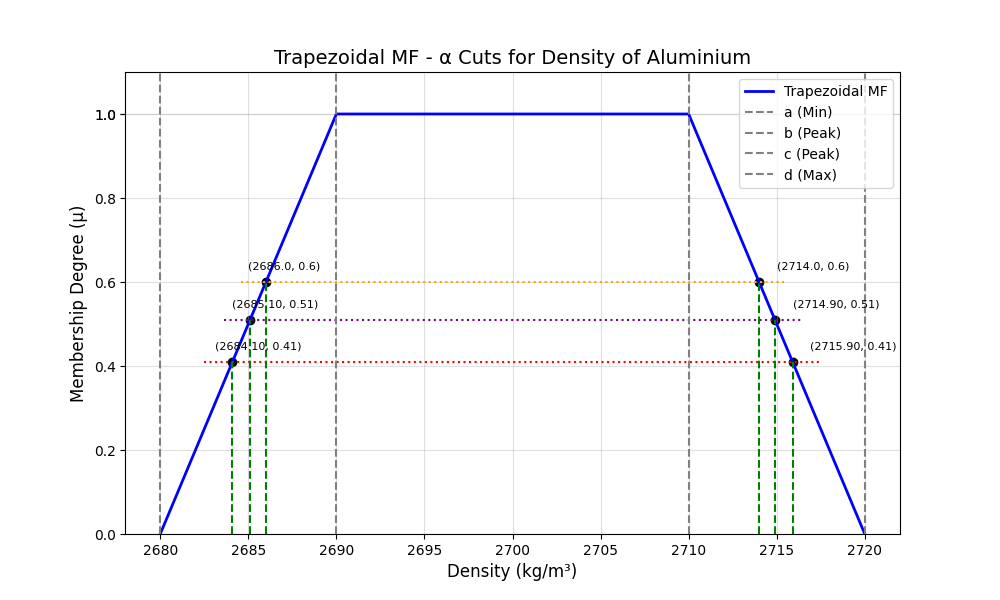 Trapezoidal MF - α Cuts for Density of Aluminium
Trapezoidal MF
a (Min)
b (Peak)
c (Peak)
d (Max)
Membership Degree (μ)
1.0
0.8
0.6
0.4
0.2
0.0
(2686.0, 0.6)
(2714.0, 0.6)
(2685.10, 0.51)
(2714.90, 0.51)
(2684.10, 0.41)
(2715.90, 0.41)
2680 2685 2690 2695 2700 2705 2710 2715 2720
Density (kg/m³)